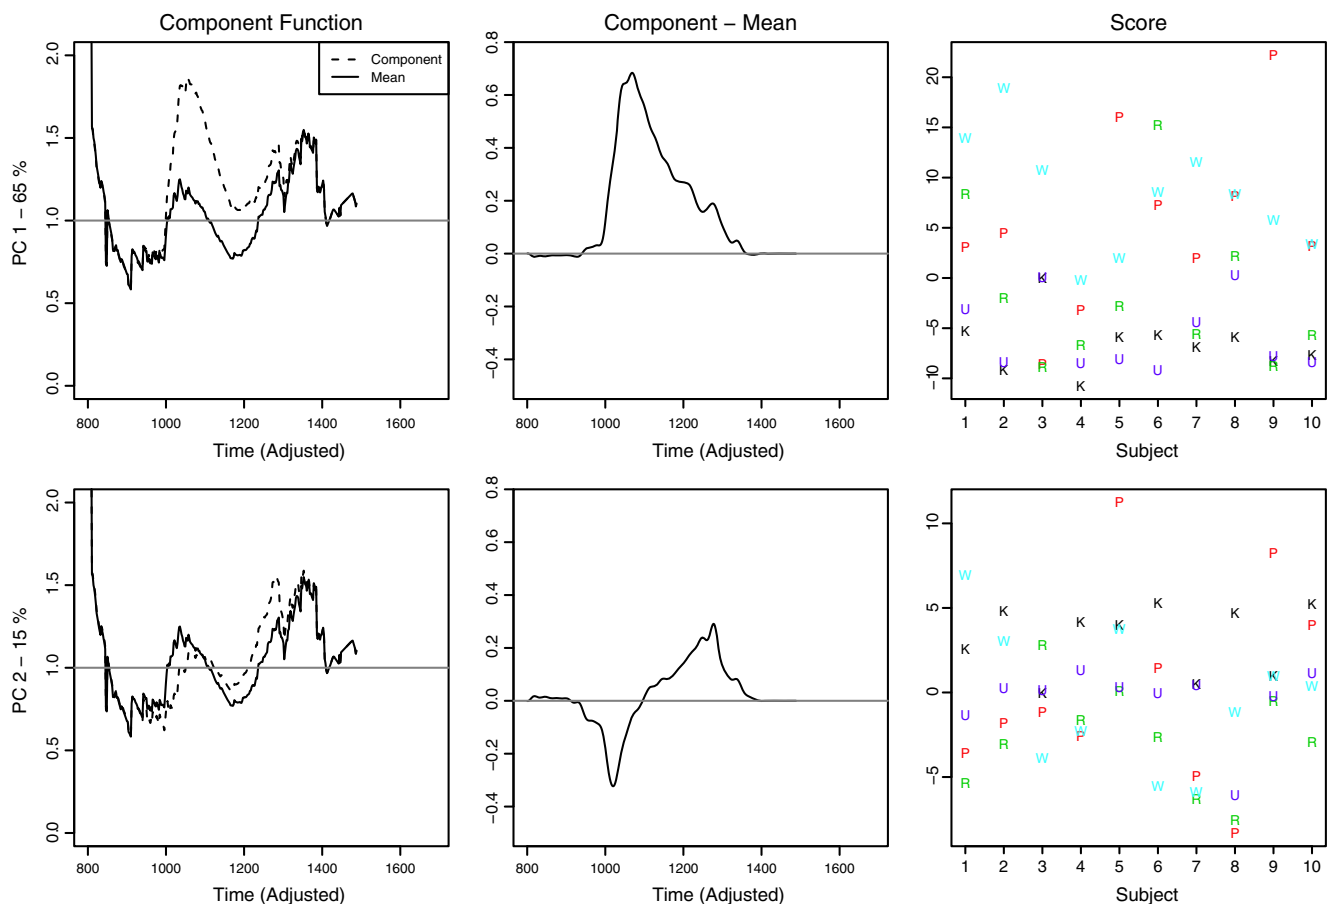 Component Function
Component – Mean
Score
PC 1 – 65 %
0.0 0.5 1.0 1.5 2.0
Component
Mean
800 1000 1200 1400 1600
Time (Adjusted)
−0.4 −0.2 0.0 0.2 0.4 0.6 0.8
800 1000 1200 1400 1600
Time (Adjusted)
−10 −5 0 5 10 15 20
W R P U K
W P R U K
W K U P R
W P R U K
P W R K U
R W P K U
W P U R K
W P R U K
P W U K R
W P R K U
1 2 3 4 5 6 7 8 9 10
Subject
PC 2 – 15 %
0.0 0.5 1.0 1.5 2.0
800 1000 1200 1400 1600
Time (Adjusted)
−0.4 −0.2 0.0 0.2 0.4 0.6 0.8
800 1000 1200 1400 1600
Time (Adjusted)
−5 0 5 10
W K U P R
K W U P R
R U K P W
K U R W P
P K W U R
K P U R W
K U P W R
K W U R P
P K W U R
K P U W R
1 2 3 4 5 6 7 8 9 10
Subject